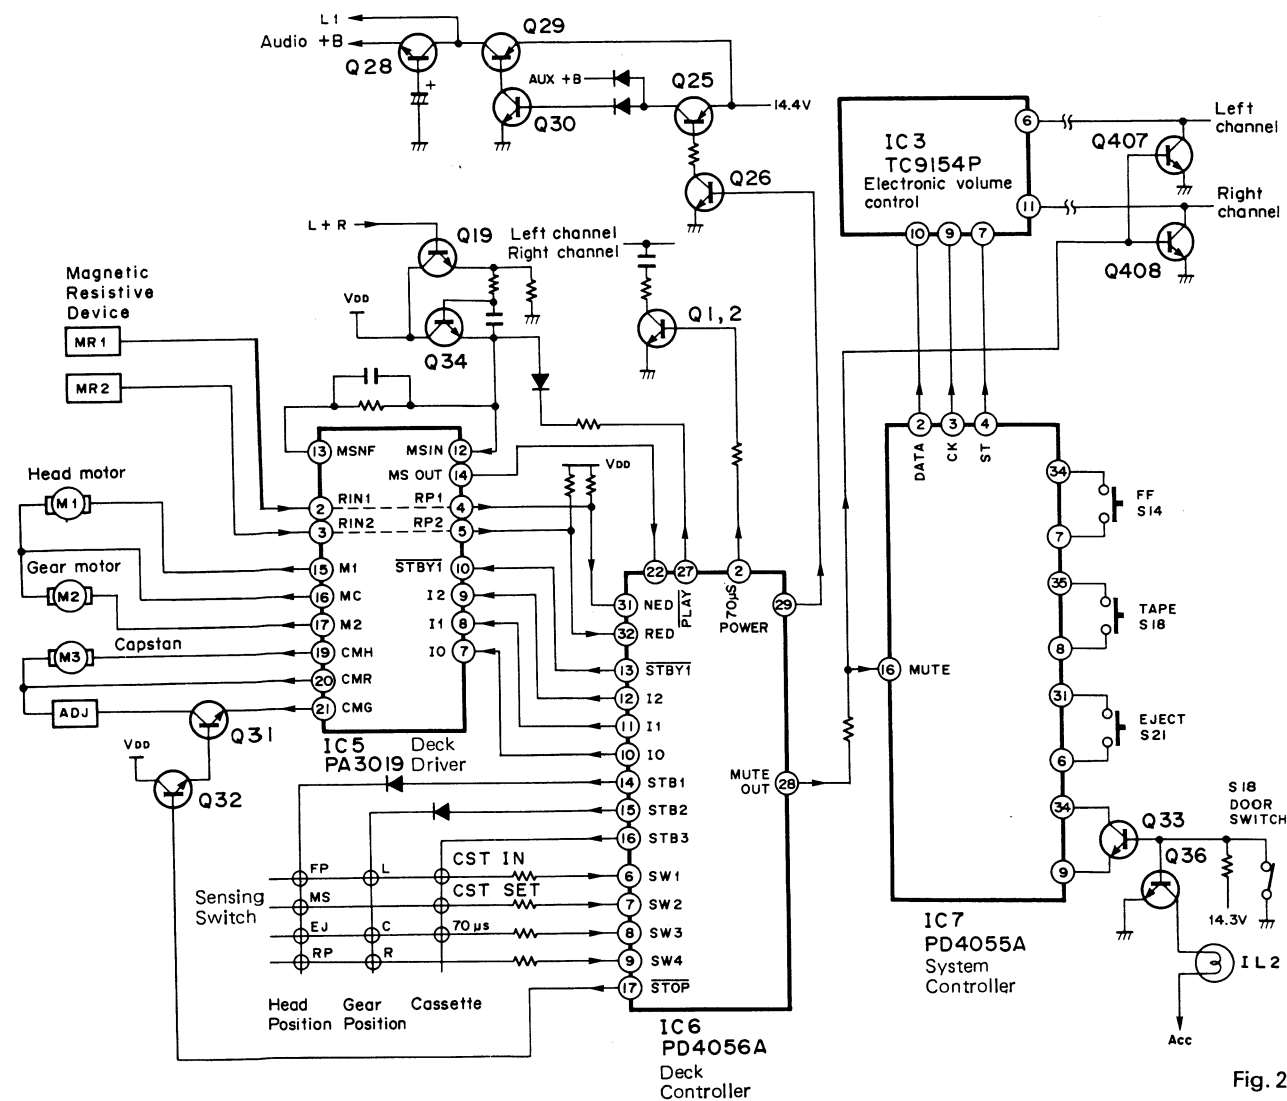 L1
Audio +B
Q28
+
Q29
AUX +B
Q30
Q25
14.4V
Q26
IC3
TC9154P
Electronic volume
control
6
11
10
9
7
Left
channel
Q407
Right
channel
Q408
L+R
Q19
VDD
Q34
Left channel
Right channel
Q1, 2
Magnetic
Resistive
Device
MR1
MR2
Head motor
M1
Gear motor
M2
Capstan
M3
ADJ
Q31
VDD
Q32
13 MSNF
MSIN 12
MS OUT 14
2 RIN1
RP1 4
3 RIN2
RP2 5
STBY1 10
15 M1
16 MC
I2 9
17 M2
I1 8
19 CMH
I0 7
20 CMR
21 CMG
IC5 Deck
PA3019 Driver
VDD
22
27
PLAY
2
70μS
POWER
29
31 NED
32 RED
13 STBY1
12 I2
11 I1
10 I0
14 STB1
15 STB2
16 STB3
6 SW1
7 SW2
8 SW3
9 SW4
17 STOP
MUTE
OUT
28
IC6
PD4056A
Deck
Controller
Sensing
Switch
FP
L
CST IN
MS
CST SET
EJ
C
70μs
RP
R
Head
Position
Gear
Position
Cassette
2
DATA
3
CK
4
ST
16 MUTE
34
7
FF
S14
35
8
TAPE
S18
31
6
EJECT
S21
34
9
Q33
Q36
S18
DOOR
SWITCH
14.3V
IL2
Acc
IC7
PD4055A
System
Controller
Fig. 2